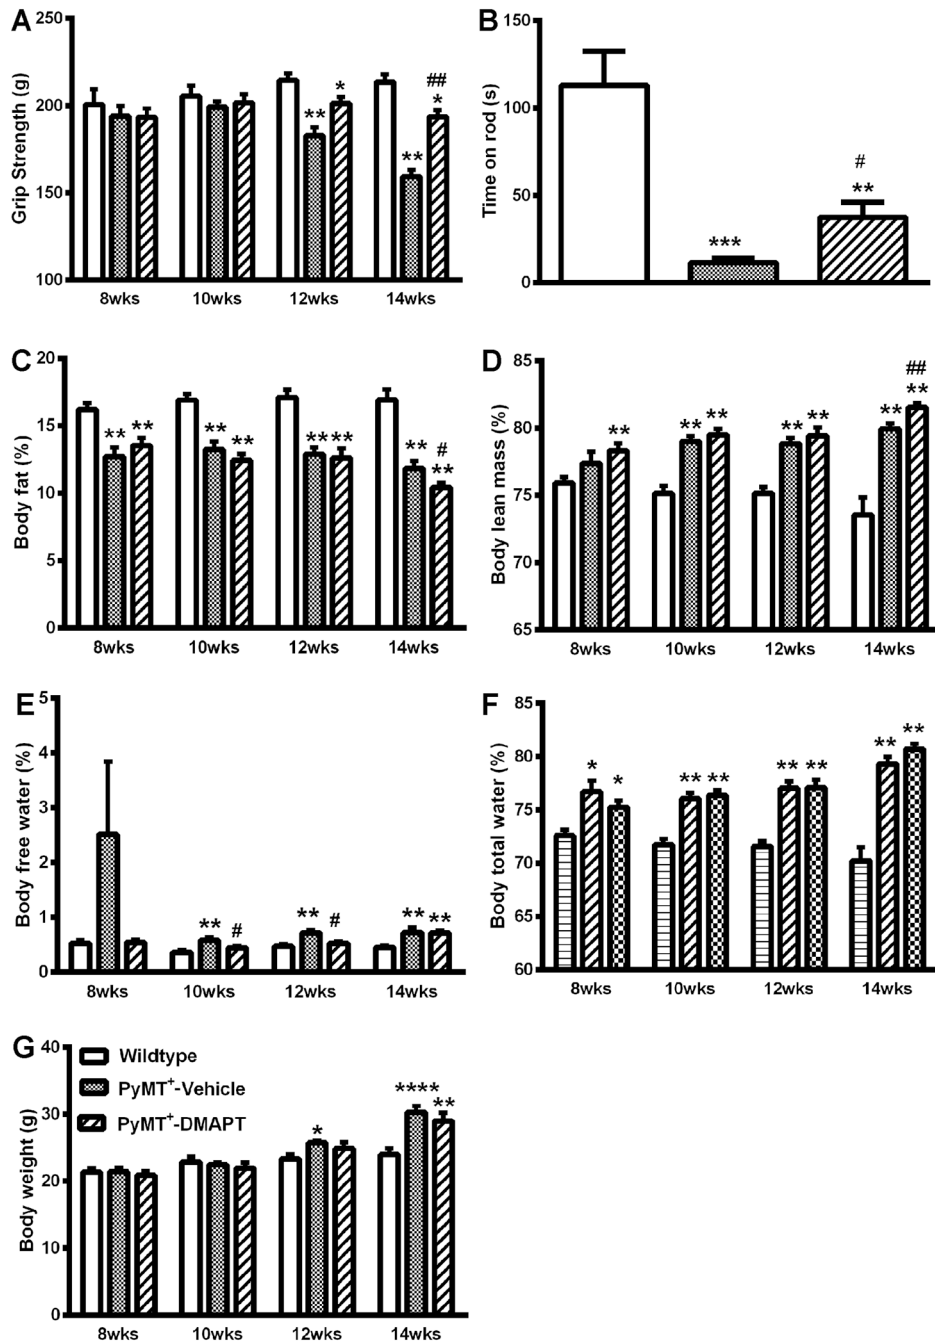 A
Grip Strength (g)
250
200
150
100
** * ## *
**
8wks 10wks 12wks 14wks
B
Time on rod (s)
150
100
50
0
***
#
**
C
Body fat (%)
20
15
10
5
0
** ** ** ** ** ** ** # **
8wks 10wks 12wks 14wks
D
Body lean mass (%)
85
80
75
70
65
** ** ** ** ** ** ## **
8wks 10wks 12wks 14wks
E
Body free water (%)
5
4
3
2
1
0
** # ** # ** **
8wks 10wks 12wks 14wks
F
Body total water (%)
85
80
75
70
65
60
* * ** ** ** ** ** **
8wks 10wks 12wks 14wks
G
Body weight (g)
40
30
20
10
0
Wildtype
PyMT+-Vehicle
PyMT+-DMAPT
* **** **
8wks 10wks 12wks 14wks